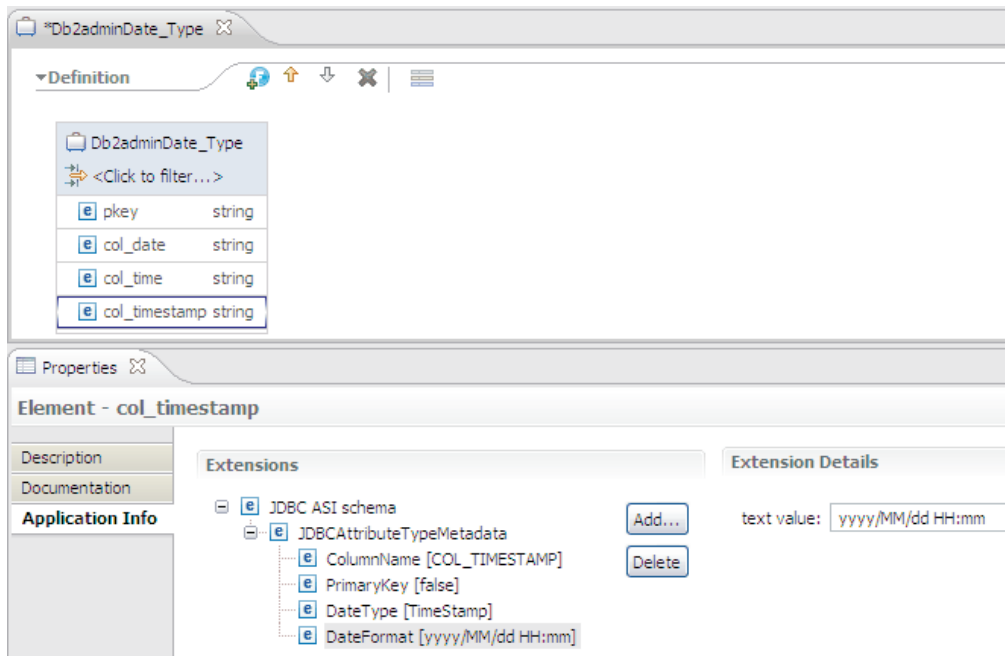 *Db2adminDate_Type
Definition
Db2adminDate_Type
<Click to filter...>
pkey string
col_date string
col_time string
col_timestamp string
Properties
Element - col_timestamp
Description
Documentation
Application Info
Extensions
JDBC ASI schema
JDBCAttributeTypeMetadata
ColumnName [COL_TIMESTAMP]
PrimaryKey [false]
DateType [TimeStamp]
DateFormat [yyyy/MM/dd HH:mm]
Add...
Delete
Extension Details
text value: yyyy/MM/dd HH:mm